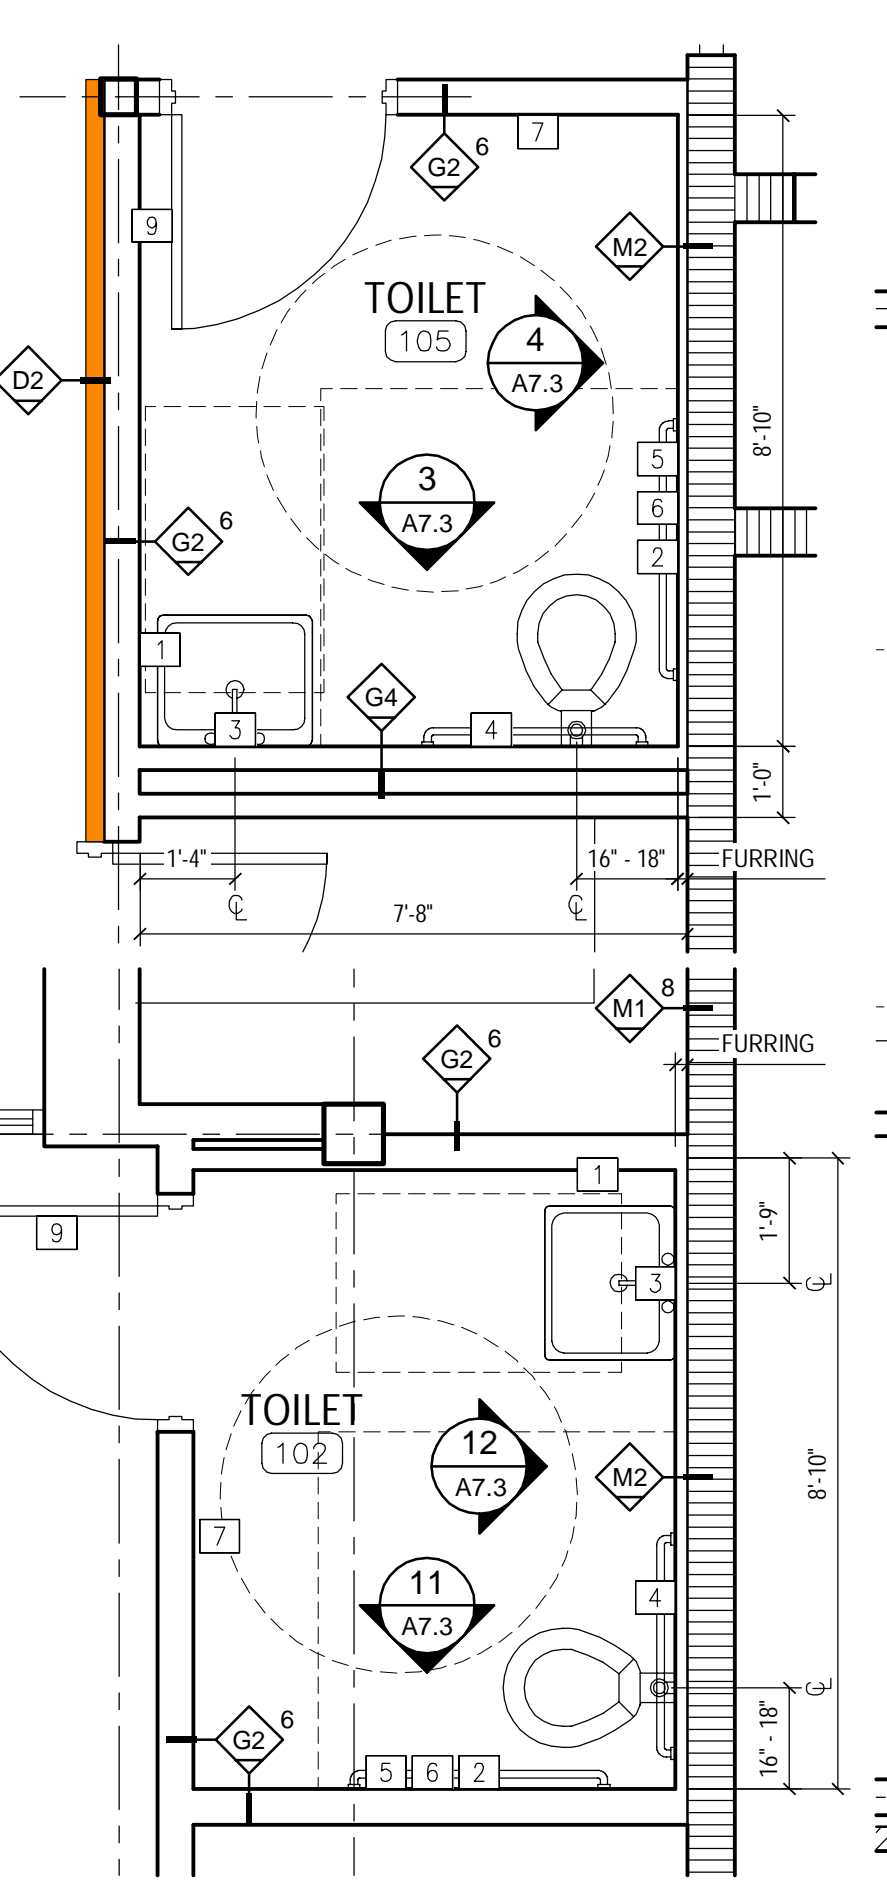 6
G2
7
9
M2
TOILET
105
4
A7.3
D2
8'-10"
5
3
A7.3
6
6
G2
2
1
G4
3
4
1'-0"
1'-4"
16" - 18"
FURRING
℄
℄
7'-8"
8
M1
6
G2
FURRING
1
9
1'-9"
3
℄
TOILET
102
12
A7.3
M2
8'-10"
7
11
A7.3
4
℄
6
G2
16" - 18"
5
6
2